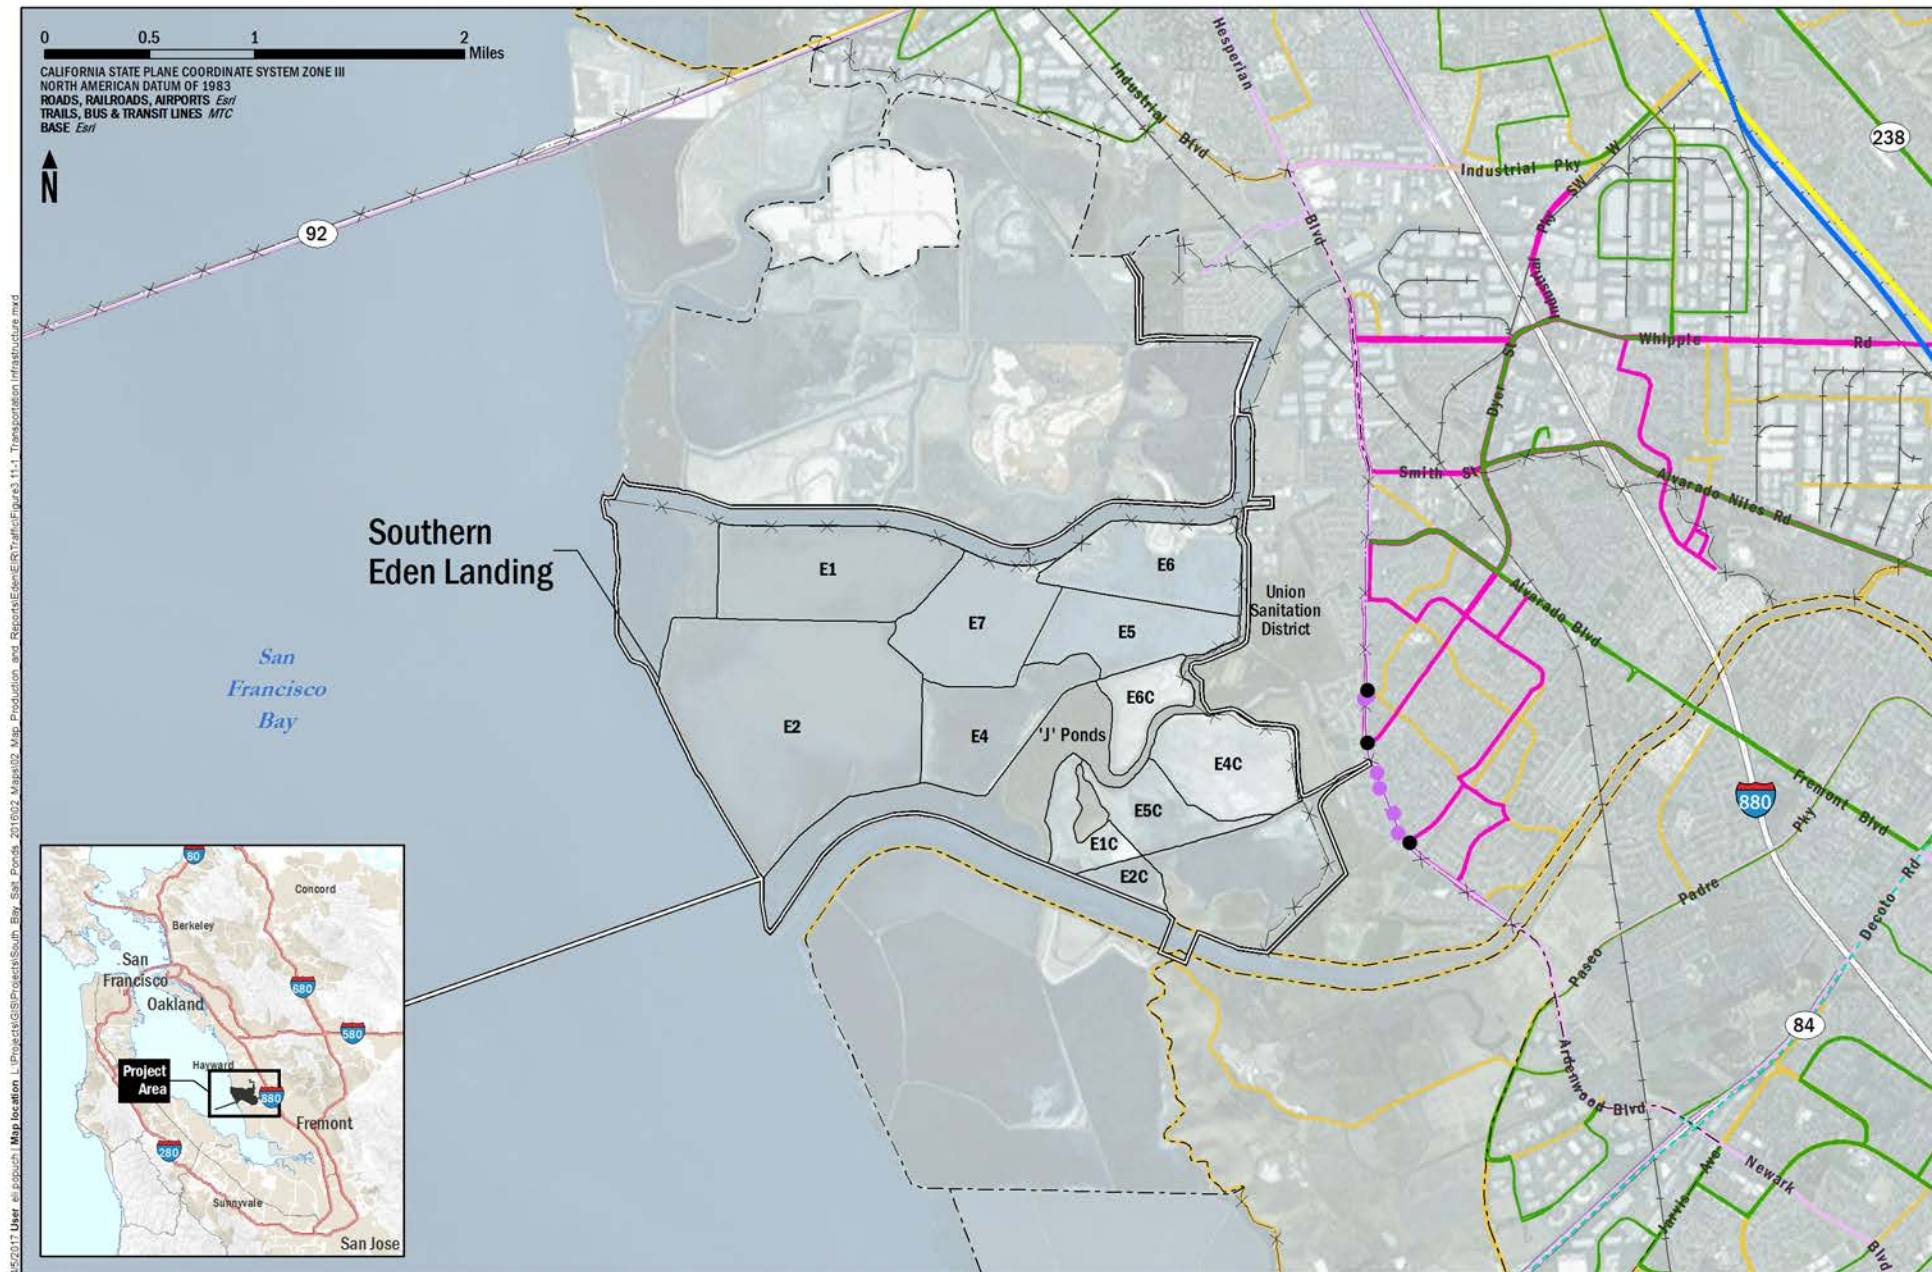 0 0.5 1 2
Miles
CALIFORNIA STATE PLANE COORDINATE SYSTEM ZONE III
NORTH AMERICAN DATUM OF 1983
ROADS, RAILROADS, AIRPORTS Esri
TRAILS, BUS & TRANSIT LINES MTC
BASE Esri
N
92
Hesperian
Blvd
Industrial Blvd
Industrial Pky W
Industrial Pky SW
238
Whipple Rd
Dyer St
Smith St
Alvarado Niles Rd
Alvarado Blvd
Fremont Blvd
880
Paseo Padre Pky
Decoto Rd
84
Ardenwood Blvd
Newark Blvd
Jarvis Ave
Southern
Eden Landing
San
Francisco
Bay
E1
E6
E7
E5
Union
Sanitation
District
E6C
E2
E4
'J' Ponds
E4C
E5C
E1C
E2C
80
Concord
Berkeley
San
Francisco
Oakland
680
580
Hayward
Project
Area
880
Fremont
280
Sunnyvale
San Jose